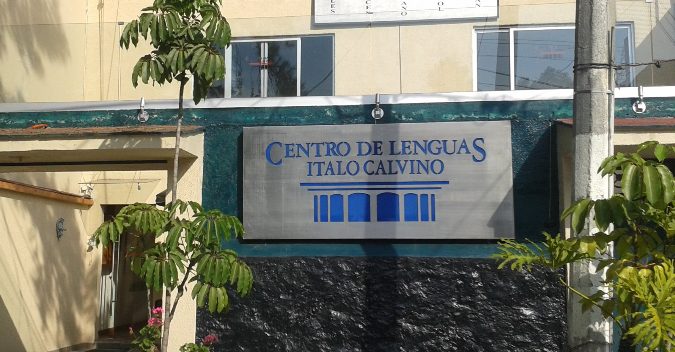 CENTRO DE LENGUAS
ITALO CALVINO